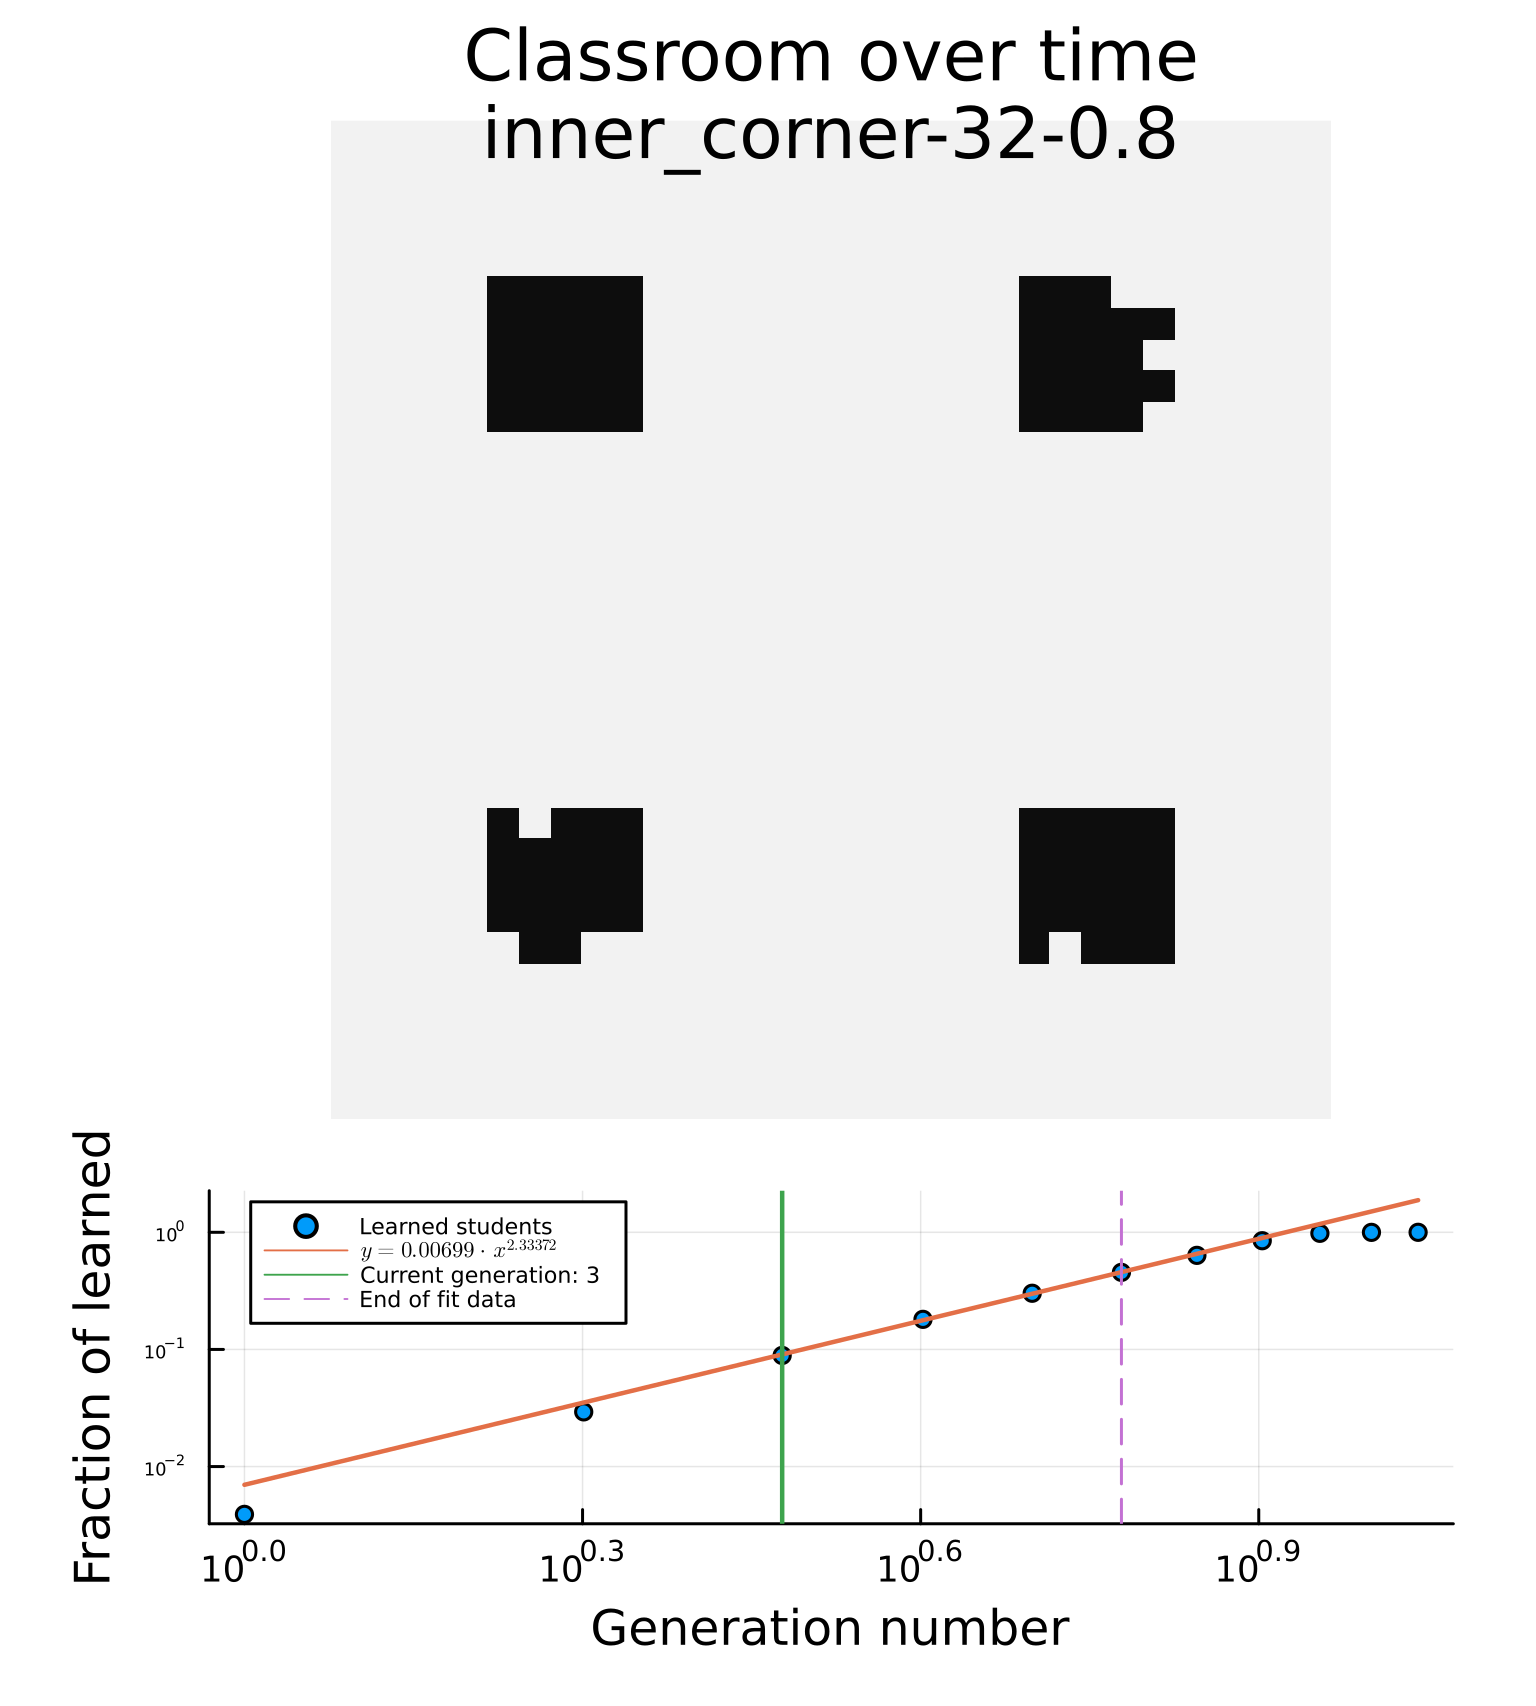 Classroom over time
inner_corner-32-0.8
Fraction of learned
10^0
10^−1
10^−2
Learned students
y = 0.00699 · x^2.33372
Current generation: 3
End of fit data
10^0.0
10^0.3
10^0.6
10^0.9
Generation number